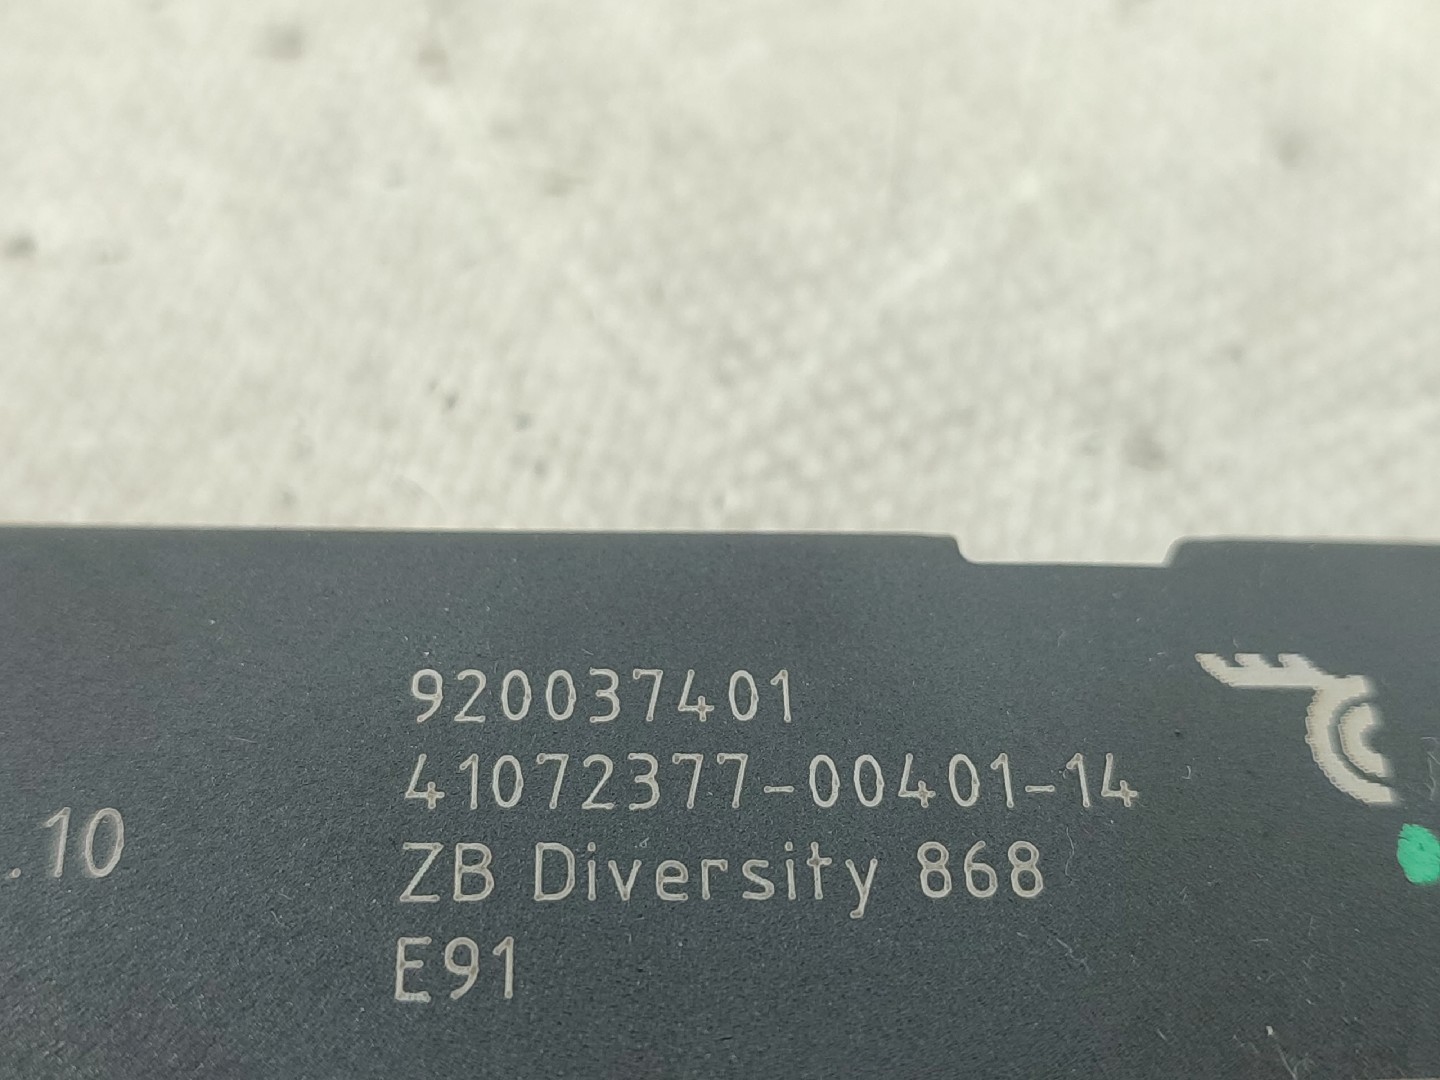 920037401
41072377-00401-14
.10
ZB Diversity 868
E91